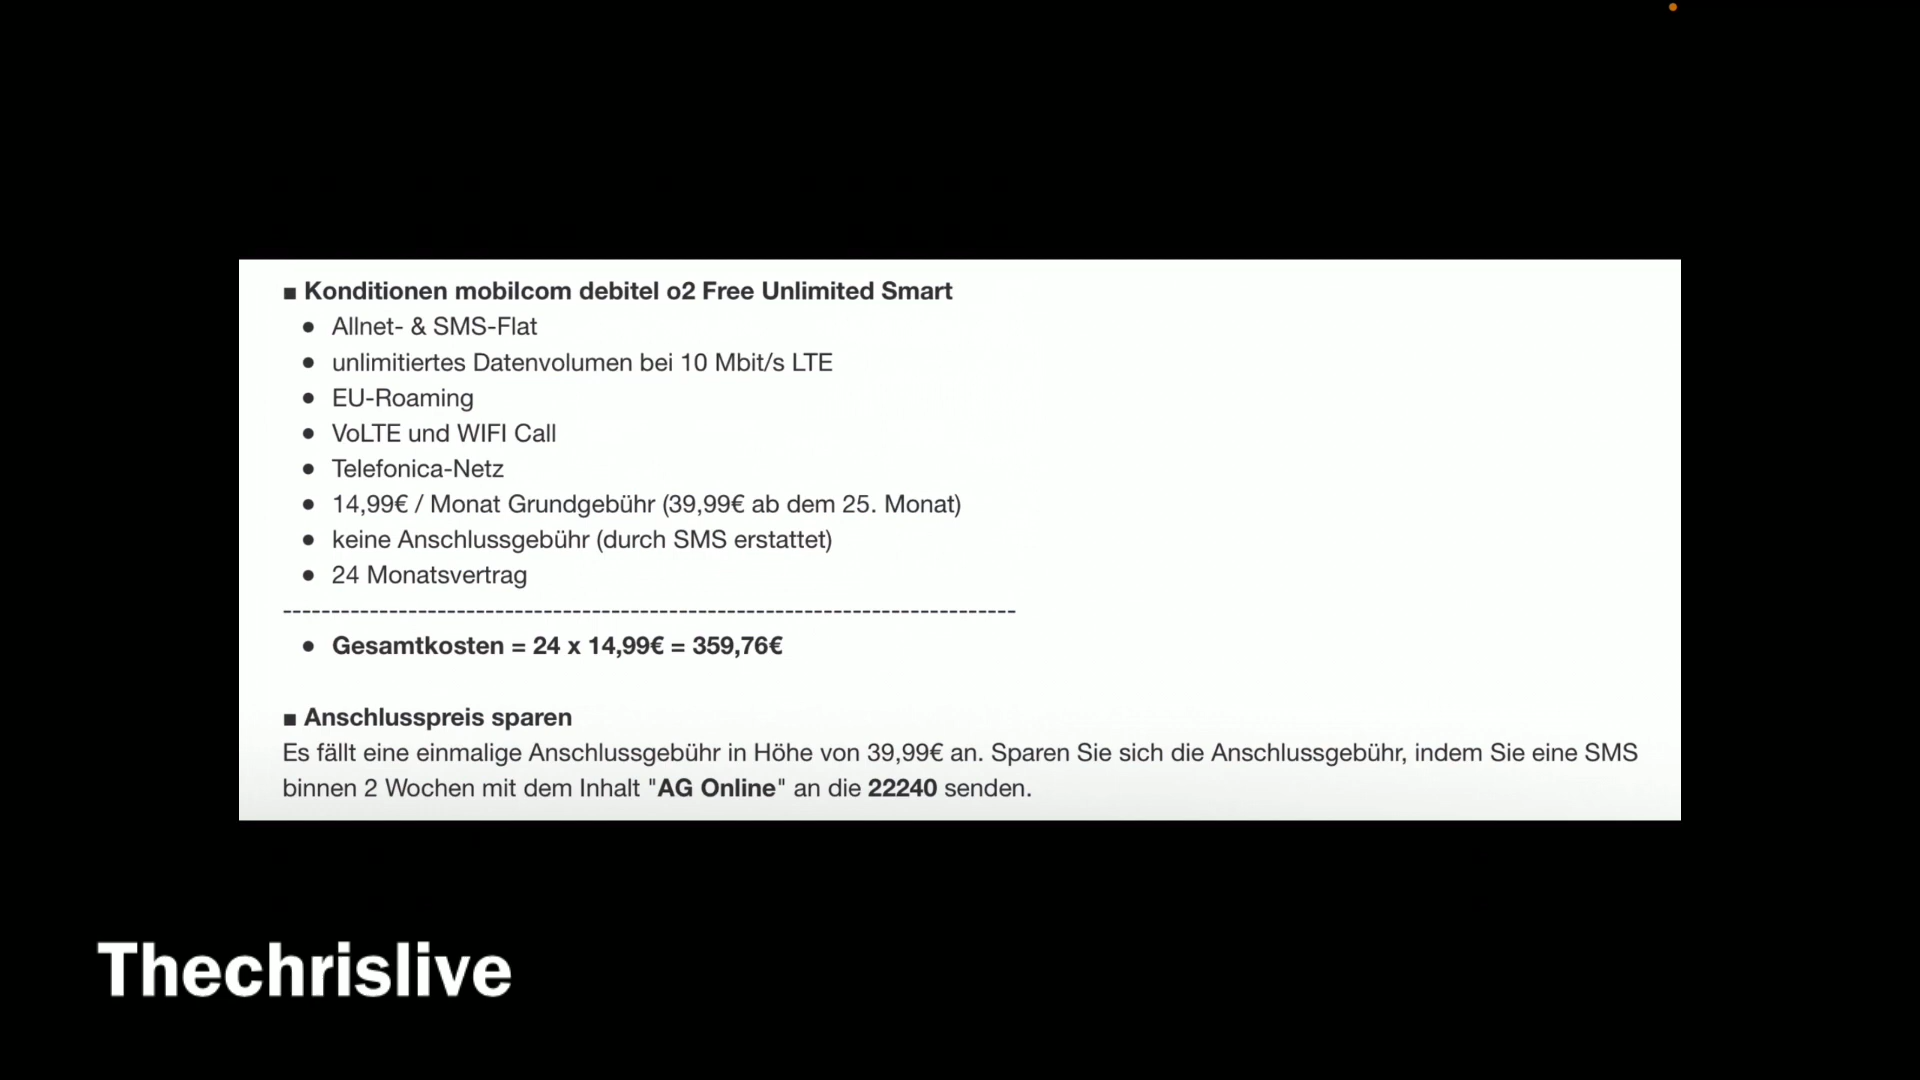 ■ Konditionen mobilcom debitel o2 Free Unlimited Smart
● Allnet- & SMS-Flat
● unlimitiertes Datenvolumen bei 10 Mbit/s LTE
● EU-Roaming
● VoLTE und WIFI Call
● Telefonica-Netz
● 14,99€ / Monat Grundgebühr (39,99€ ab dem 25. Monat)
● keine Anschlussgebühr (durch SMS erstattet)
● 24 Monatsvertrag
----------------------------------------------------------------------------
● Gesamtkosten = 24 x 14,99€ = 359,76€
■ Anschlusspreis sparen
Es fällt eine einmalige Anschlussgebühr in Höhe von 39,99€ an. Sparen Sie sich die Anschlussgebühr, indem Sie eine SMS
binnen 2 Wochen mit dem Inhalt "AG Online" an die 22240 senden.
Thechrislive